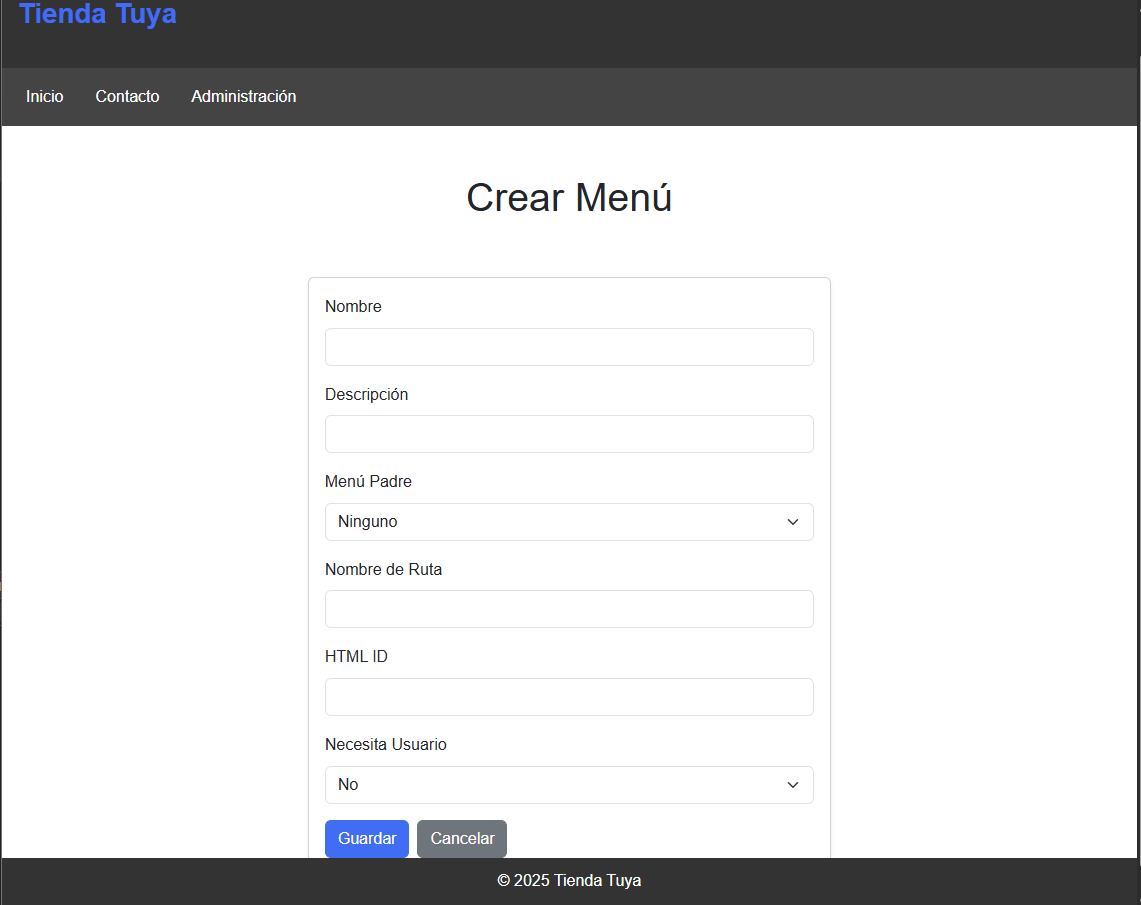 Tienda Tuya
Inicio Contacto Administración
Crear Menú
Nombre
Descripción
Menú Padre
Ninguno
Nombre de Ruta
HTML ID
Necesita Usuario
No
Guardar Cancelar
© 2025 Tienda Tuya